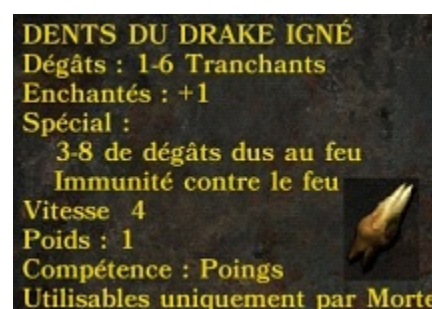 DENTS DU DRAKE IGNÉ
Dégâts : 1-6 Tranchants
Enchantés : +1
Spécial :
3-8 de dégâts dus au feu
Immunité contre le feu
Vitesse 4
Poids : 1
Compétence : Poings
Utilisables uniquement par Morte